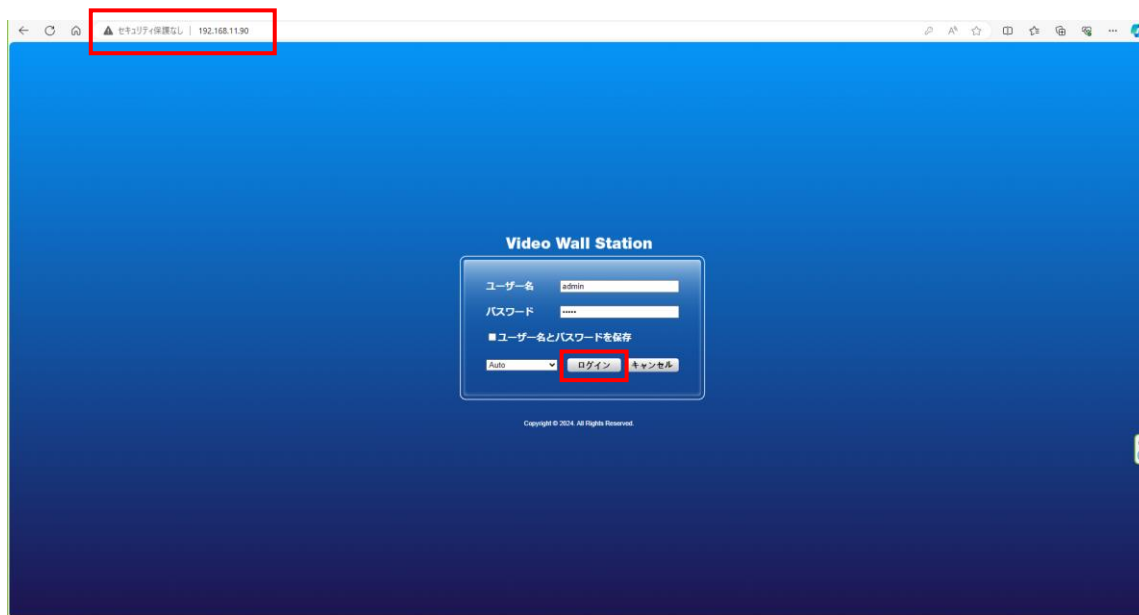 セキュリティ保護なし | 192.168.11.90
Video Wall Station
ユーザー名 admin
パスワード •••••
■ユーザー名とパスワードを保存
Auto ログイン キャンセル
Copyright © 2024. All Rights Reserved.